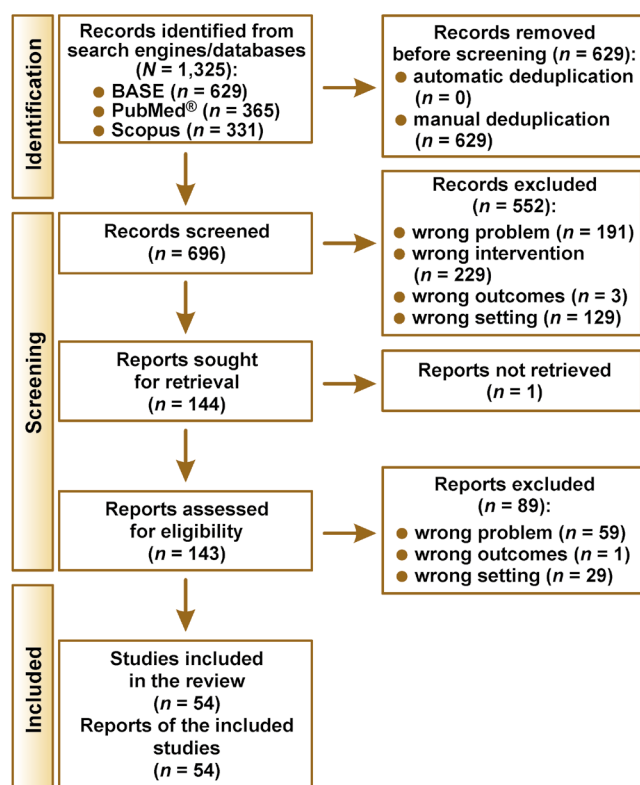 Identification
Records identified from
search engines/databases
(N = 1,325):
● BASE (n = 629)
● PubMed® (n = 365)
● Scopus (n = 331)
Records removed
before screening (n = 629):
● automatic deduplication
(n = 0)
● manual deduplication
(n = 629)
Screening
Records screened
(n = 696)
Records excluded
(n = 552):
● wrong problem (n = 191)
● wrong intervention
(n = 229)
● wrong outcomes (n = 3)
● wrong setting (n = 129)
Reports sought
for retrieval
(n = 144)
Reports not retrieved
(n = 1)
Reports assessed
for eligibility
(n = 143)
Reports excluded
(n = 89):
● wrong problem (n = 59)
● wrong outcomes (n = 1)
● wrong setting (n = 29)
Included
Studies included
in the review
(n = 54)
Reports of the included
studies
(n = 54)